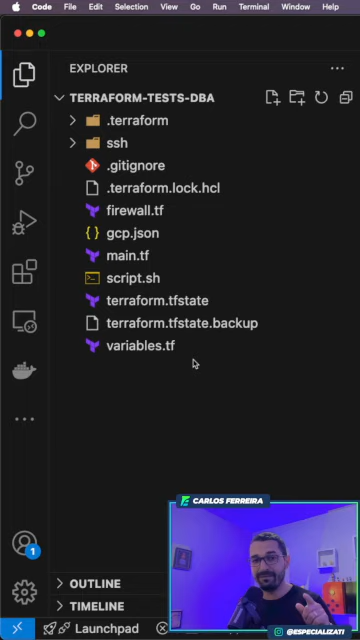 Code File Edit Selection View Go Run Terminal Window Help
EXPLORER
TERRAFORM-TESTS-DBA
.terraform
ssh
.gitignore
.terraform.lock.hcl
firewall.tf
gcp.json
main.tf
script.sh
terraform.tfstate
terraform.tfstate.backup
variables.tf
CARLOS FERREIRA
1
OUTLINE
TIMELINE
@ESPECIALIZATI
Launchpad